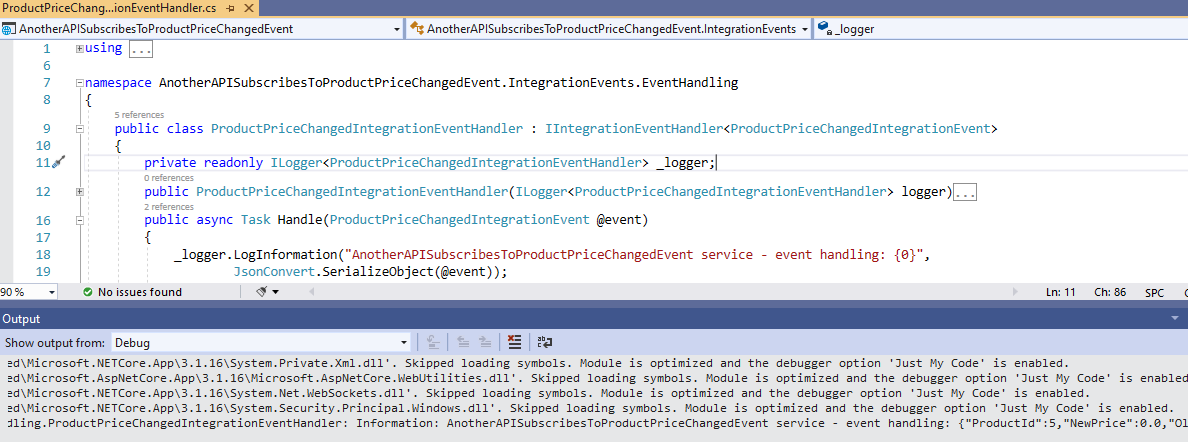 ProductPriceChang...ionEventHandler.cs
AnotherAPISubscribesToProductPriceChangedEvent AnotherAPISubscribesToProductPriceChangedEvent.IntegrationEvents _logger
1 using ...
6
7 namespace AnotherAPISubscribesToProductPriceChangedEvent.IntegrationEvents.EventHandling
8 {
5 references
9 public class ProductPriceChangedIntegrationEventHandler : IIntegrationEventHandler<ProductPriceChangedIntegrationEvent>
10 {
11 private readonly ILogger<ProductPriceChangedIntegrationEventHandler> _logger;
0 references
12 public ProductPriceChangedIntegrationEventHandler(ILogger<ProductPriceChangedIntegrationEventHandler> logger)...
2 references
16 public async Task Handle(ProductPriceChangedIntegrationEvent @event)
17 {
18 _logger.LogInformation("AnotherAPISubscribesToProductPriceChangedEvent service - event handling: {0}",
19 JsonConvert.SerializeObject(@event));
90 % No issues found Ln: 11 Ch: 86 SPC
Output
Show output from: Debug
ed\Microsoft.NETCore.App\3.1.16\System.Private.Xml.dll'. Skipped loading symbols. Module is optimized and the debugger option 'Just My Code' is enabled.
ed\Microsoft.AspNetCore.App\3.1.16\Microsoft.AspNetCore.WebUtilities.dll'. Skipped loading symbols. Module is optimized and the debugger option 'Just My Code' is enabled
ed\Microsoft.NETCore.App\3.1.16\System.Net.WebSockets.dll'. Skipped loading symbols. Module is optimized and the debugger option 'Just My Code' is enabled.
ed\Microsoft.NETCore.App\3.1.16\System.Security.Principal.Windows.dll'. Skipped loading symbols. Module is optimized and the debugger option 'Just My Code' is enabled.
dling.ProductPriceChangedIntegrationEventHandler: Information: AnotherAPISubscribesToProductPriceChangedEvent service - event handling: {"ProductId":5,"NewPrice":0.0,"Ol